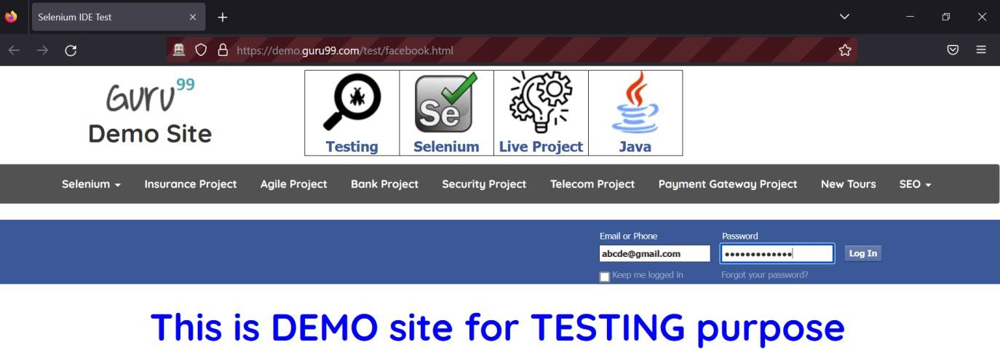 Selenium IDE Test
https://demo.guru99.com/test/facebook.html
Guru99
Demo Site
Se
Testing Selenium Live Project Java
Selenium Insurance Project Agile Project Bank Project Security Project Telecom Project Payment Gateway Project New Tours SEO
Email or Phone Password
abcde@gmail.com ••••••••••••• Log In
Keep me logged in Forgot your password?
This is DEMO site for TESTING purpose